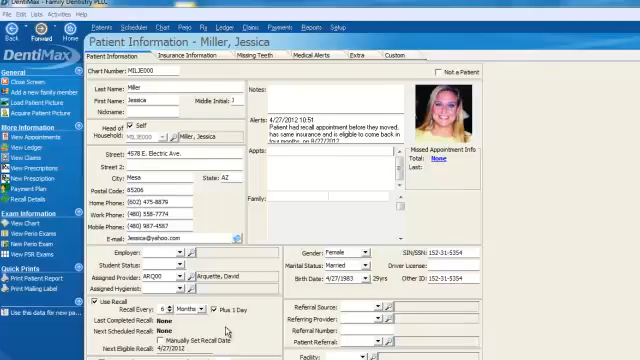 DentiMax - Family Dentistry PLLC
File Edit Lists Prescriptions Activities Help
Back Forward
Patients Scheduler Chart Perio Rx Ledger Claims Payments Reports Setup
DentiMax
Patient Information - Miller, Jessica
Patient Information Insurance Information Missing Teeth Medical Alerts Extra Custom
General
Close Screen
Add a new family member
Load Patient Picture
Acquire Patient Picture
More Information
View Appointments
View Ledger
View Claims
View Prescriptions
New Prescription
Payment Plan
Recall Details
Exam Information
View Chart
New Perio Exam
View Perio Exams
View PSR Exams
Quick Prints
Print Patient Report
Print Mailing Label
Use this data for new pa
Chart Number: MILJE000
Not a Patient
Last Name: Miller
First Name: Jessica Middle Initial: J
Nickname:
Head of Household: Self
MILJE000 Miller, Jessica
Street: 4578 E. Electric Ave.
Street 2:
City: Mesa State: AZ
Postal Code: 85206
Home Phone: (602) 475-8879
Work Phone: (480) 558-7774
Mobile Phone: (480) 987-4587
E-mail: Jessica@yahoo.com
Notes:
Alerts: 4/27/2012 10:51
Patient had recall appointment before they moved,
has same insurance and is eligible to come back in
four months. on 8/27/2012
Appts:
Family:
Missed Appointment Info
Total: None
Last:
Employer:
Student Status:
Assigned Provider: ARQ00 Arquette, David
Assigned Hygienist:
Gender: Female SIN/SSN: 152-31-5354
Marital Status: Married Driver License:
Birth Date: 4/27/1983 29yrs Other ID: 152-31-5354
Use Recall
Recall Every: 6 Months Plus 1 Day
Last Completed Recall: None
Next Scheduled Recall: None
Manually Set Recall Date
Next Eligible Recall: 4/27/2012
Referral Source:
Referring Provider:
Referral Number:
Patient Referral:
Facility: